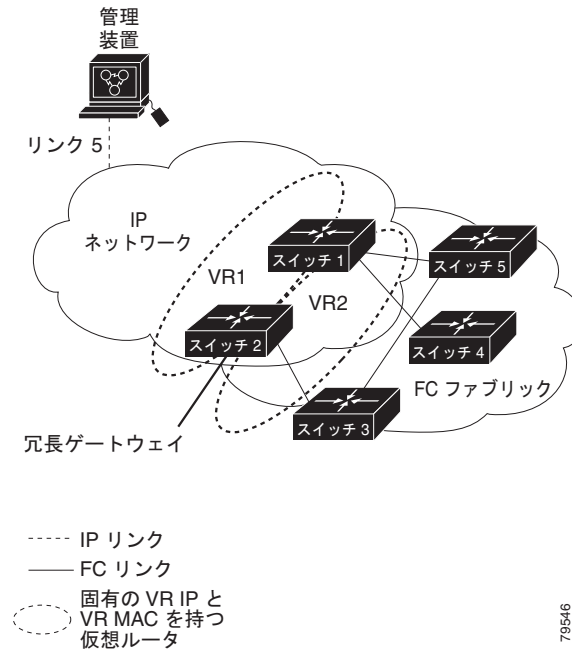 管理
装置
リンク 5
IP
ネットワーク
VR1
スイッチ 1
スイッチ 5
VR2
スイッチ 2
スイッチ 4
FC ファブリック
スイッチ 3
冗長ゲートウェイ
IP リンク
FC リンク
固有の VR IP と
VR MAC を持つ
仮想ルータ
79546